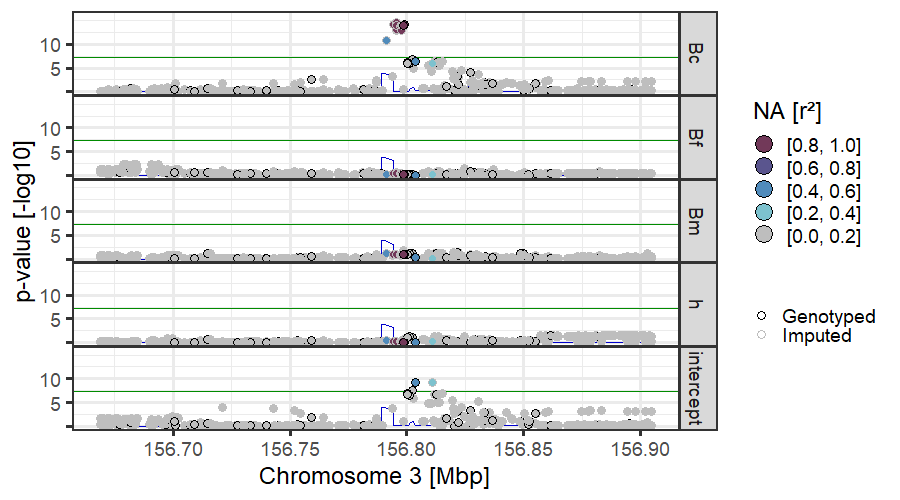 10
5
Bc
10
5
Bf
10
5
Bm
10
5
h
10
5
intercept
p-value [-log10]
156.70
156.75
156.80
156.85
156.90
Chromosome 3 [Mbp]
NA [r²]
[0.8, 1.0]
[0.6, 0.8]
[0.4, 0.6]
[0.2, 0.4]
[0.0, 0.2]
Genotyped
Imputed